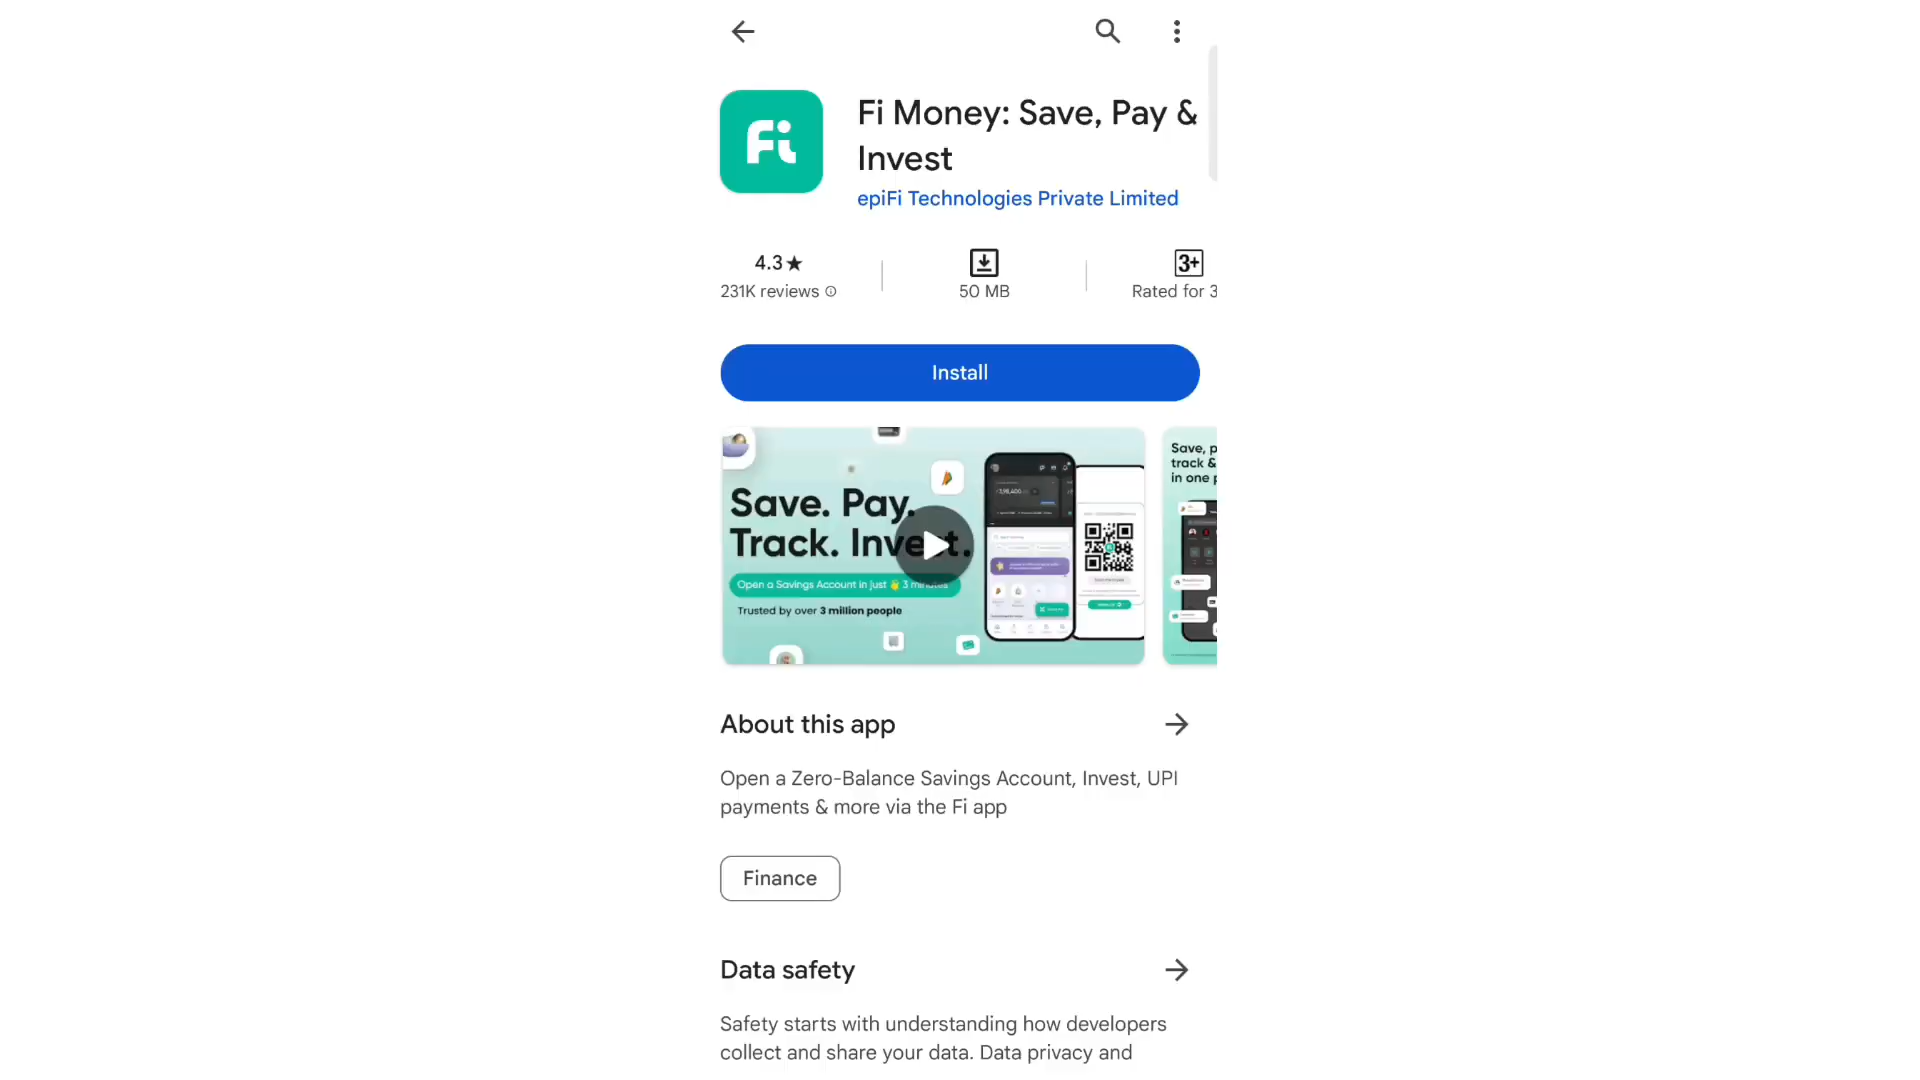 Fi
Fi Money: Save, Pay &
Invest
epiFi Technologies Private Limited
4.3★
231K reviews
50 MB
3+
Rated for 3
Install
Save. Pay.
Track. Invest.
Open a Savings Account in just 3 minutes
Trusted by over 3 million people
Save, p
track &
in one p
About this app
Open a Zero-Balance Savings Account, Invest, UPI
payments & more via the Fi app
Finance
Data safety
Safety starts with understanding how developers
collect and share your data. Data privacy and